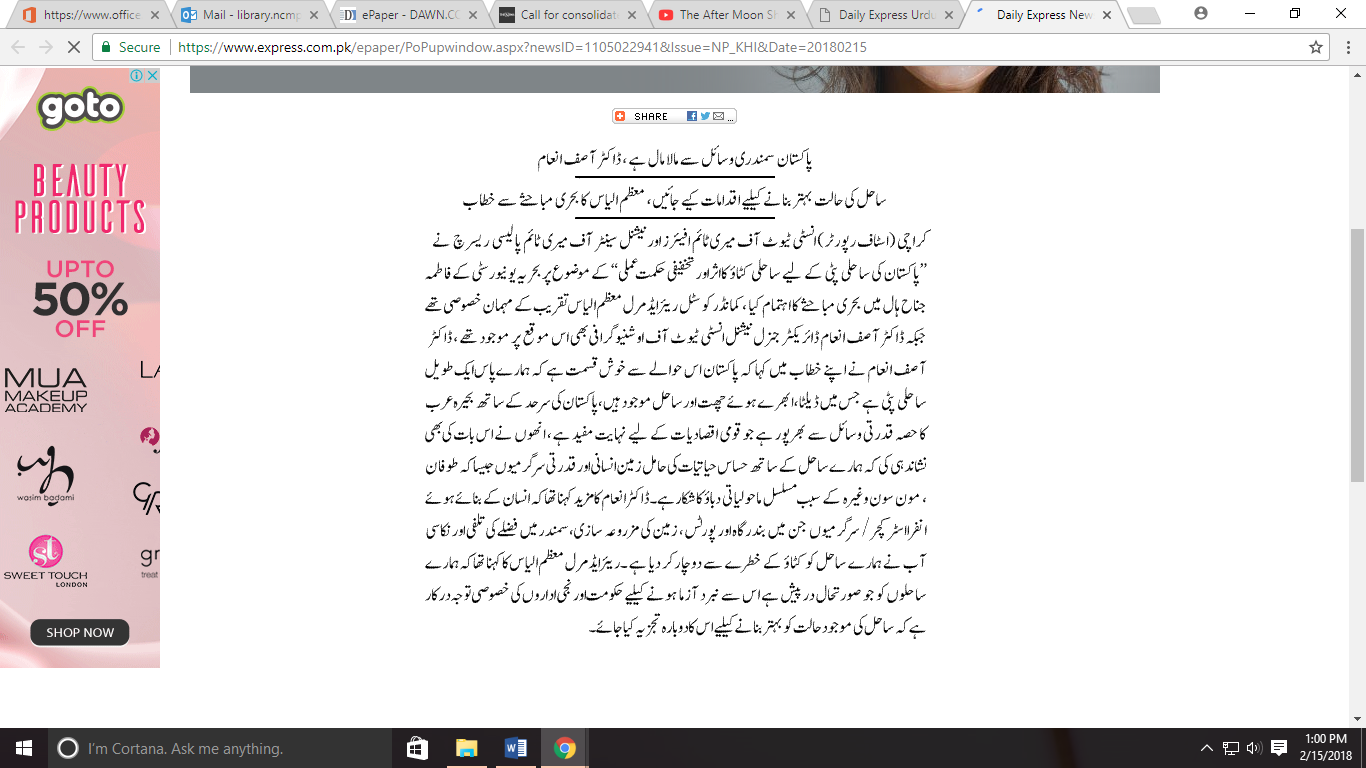 https://www.office
Mail - library.ncmp
ePaper - DAWN.CO
Call for consolidat
The After Moon Sh
Daily Express Urdu
Daily Express New
Secure | https://www.express.com.pk/epaper/PoPupwindow.aspx?newsID=1105022941&Issue=NP_KHI&Date=20180215
goto
BEAUTY
PRODUCTS
UPTO
50%
OFF
MUA
MAKEUP
ACADEMY
LA
wasim badami
GR
st
SWEET TOUCH
LONDON
gr
treat
SHOP NOW
SHARE ...
پاکستان سمندری وسائل سے مالا مال ہے، ڈاکٹر آصف انعام
ساحل کی حالت بہتر بنانے کیلیے اقدامات کیے جائیں، معظم الیاس کا بحری مباحثے سے خطاب
کراچی (اسٹاف رپورٹر) انسٹی ٹیوٹ آف میری ٹائم افیئرز اور نیشنل سینٹر آف میری ٹائم پالیسی ریسرچ نے
”پاکستان کی ساحلی پٹی کے لیے ساحلی کٹاؤ کا اثر اور تخفیفی حکمت عملی“ کے موضوع پر بحریہ یونیورسٹی کے فاطمہ
جناح ہال میں بحری مباحثے کا اہتمام کیا، کمانڈر کوسٹل ریئر ایڈمرل معظم الیاس تقریب کے مہمان خصوصی تھے
جبکہ ڈاکٹر آصف انعام ڈائریکٹر جنرل نیشنل انسٹی ٹیوٹ آف اوشنیوگرافی بھی اس موقع پر موجود تھے، ڈاکٹر
آصف انعام نے اپنے خطاب میں کہا کہ پاکستان اس حوالے سے خوش قسمت ہے کہ ہمارے پاس ایک طویل
ساحلی پٹی ہے جس میں ڈیلٹا، ابھرے ہوئے چھت اور ساحل موجود ہیں، پاکستان کی سرحد کے ساتھ بحیرہ عرب
کا حصہ قدرتی وسائل سے بھرپور ہے جو قومی اقصادیات کے لیے نہایت مفید ہے، انھوں نے اس بات کی بھی
نشاندہی کی کہ ہمارے ساحل کے ساتھ حساس حیاتیات کی حامل زمین انسانی اور قدرتی سرگرمیوں جیسا کہ طوفان
، مون سون وغیرہ کے سبب مسلسل ماحولیاتی دباؤ کا شکار ہے۔ ڈاکٹر انعام کا مزید کہنا تھا کہ انسان کے بنائے ہوئے
انفرااسٹرکچر/ سرگرمیوں جن میں بندرگاہ اور پورٹس، زمین کی مزروعہ سازی، سمندر میں فضلے کی تلفی اور نکاسی
آب نے ہمارے ساحل کو کٹاؤ کے خطرے سے دوچار کر دیا ہے۔ ریئر ایڈمرل معظم الیاس کا کہنا تھا کہ ہمارے
ساحلوں کو جو صورتحال درپیش ہے اس سے نبرد آزما ہونے کیلیے حکومت اور نجی اداروں کی خصوصی توجہ درکار
ہے کہ ساحل کی موجود حالت کو بہتر بنانے کیلیے اس کا دوبارہ تجزیہ کیا جائے۔
I'm Cortana. Ask me anything.
1:00 PM
2/15/2018